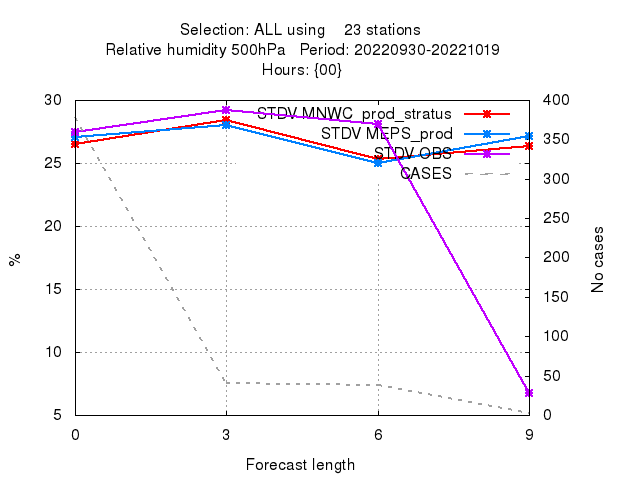 Selection: ALL using 23 stations
Relative humidity 500hPa Period: 20220930-20221019
Hours: {00}
30
25
20
15
10
5
%
400
350
300
250
200
150
100
50
0
No cases
STDV MNWC_prod_stratus
STDV MEPS_prod
STDV OBS
CASES
0 3 6 9
Forecast length